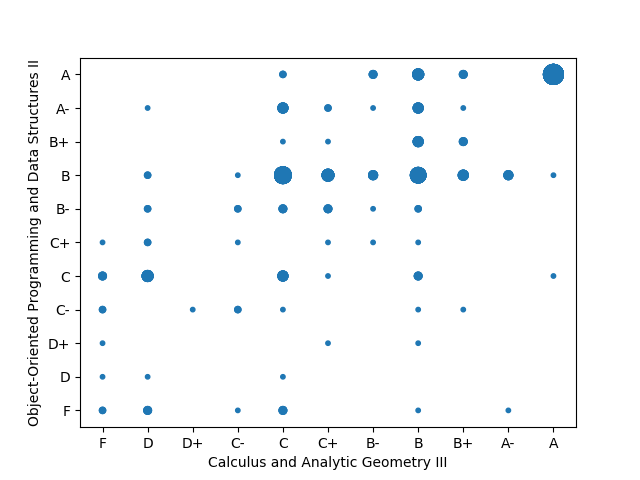 Object-Oriented Programming and Data Structures II
A
A-
B+
B
B-
C+
C
C-
D+
D
F
F D D+ C- C C+ B- B B+ A- A
Calculus and Analytic Geometry III